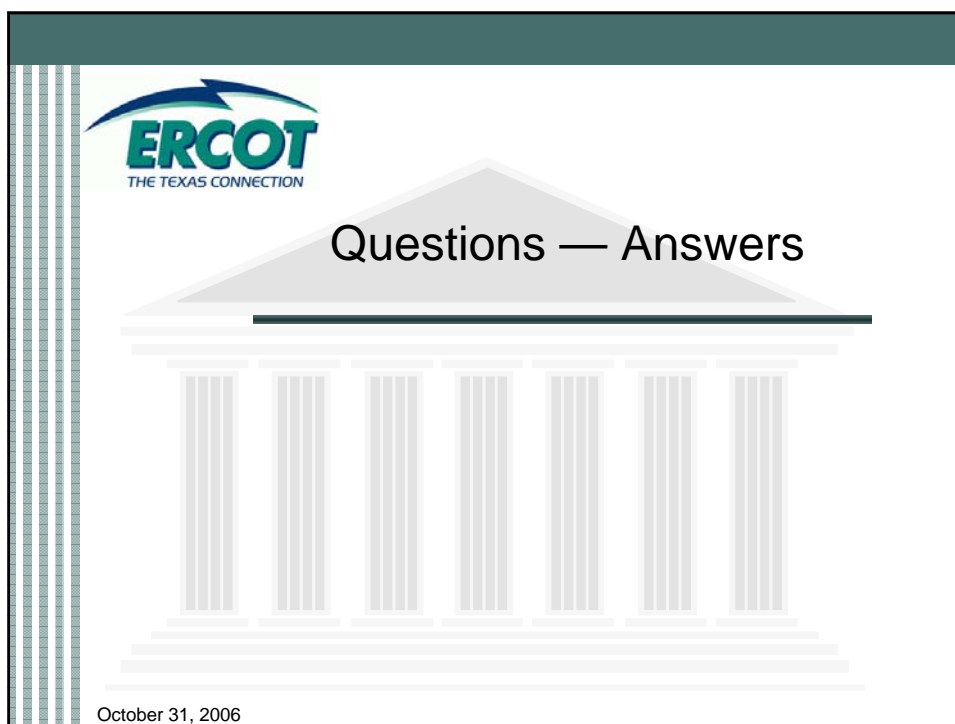 ERCOT
THE TEXAS CONNECTION
Questions — Answers
October 31, 2006